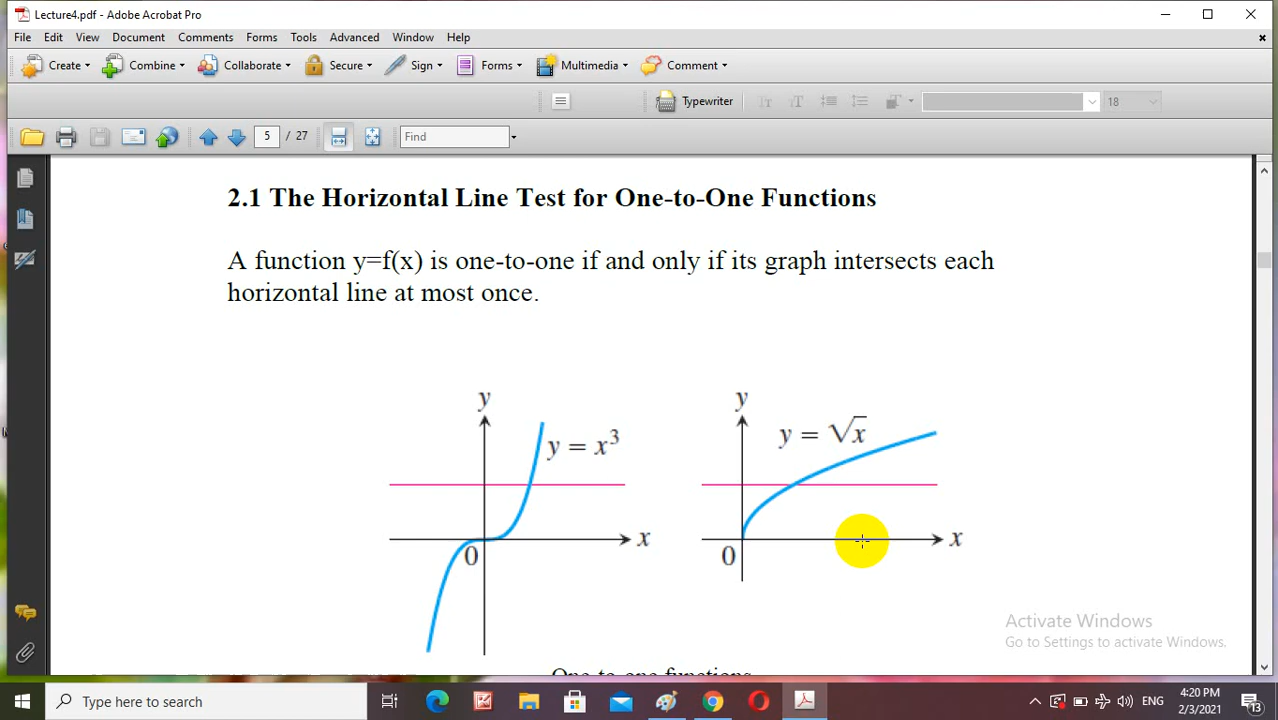 Lecture4.pdf - Adobe Acrobat Pro
File Edit View Document Comments Forms Tools Advanced Window Help
Create Combine Collaborate Secure Sign Forms Multimedia Comment
Typewriter 18
5 / 27 Find
2.1 The Horizontal Line Test for One-to-One Functions
A function y=f(x) is one-to-one if and only if its graph intersects each
horizontal line at most once.
y
y = x³
x
0
y
y = √x
x
0
One-to-one functions
Activate Windows
Go to Settings to activate Windows.
Type here to search
ENG
4:20 PM
2/3/2021
13